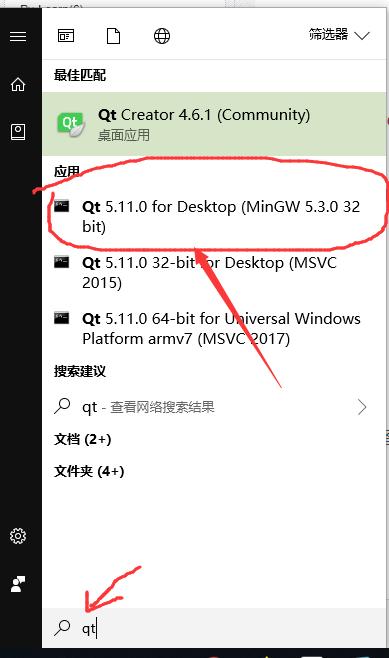 筛选器
最佳匹配
Qt Creator 4.6.1 (Community)
桌面应用
应用
Qt 5.11.0 for Desktop (MinGW 5.3.0 32
bit)
Qt 5.11.0 32-bit for Desktop (MSVC
2015)
Qt 5.11.0 64-bit for Universal Windows
Platform armv7 (MSVC 2017)
搜索建议
qt - 查看网络搜索结果
文档 (2+)
文件夹 (4+)
qt